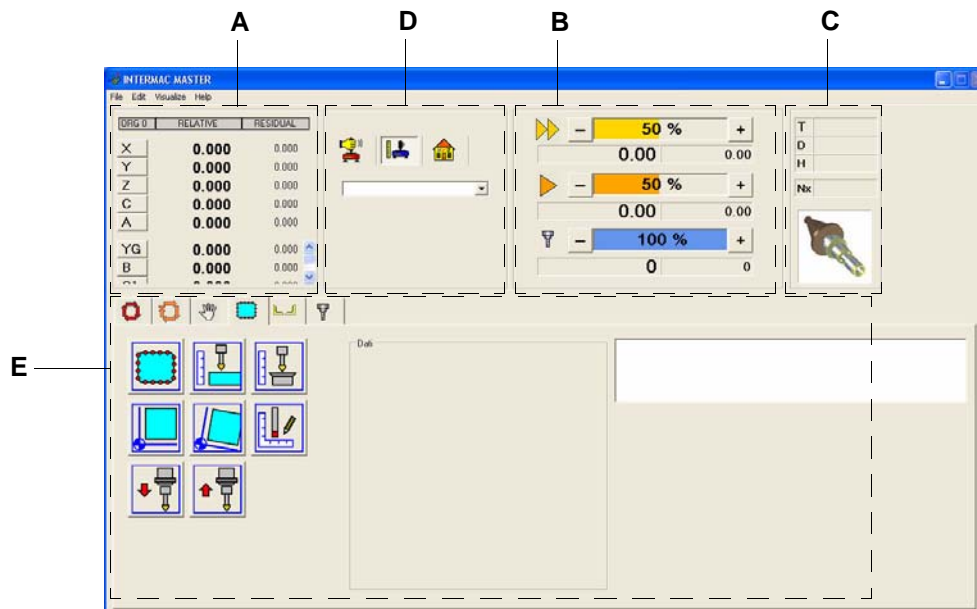 A D B C
INTERMAC MASTER
File Edit Visualize Help
ORG 0 RELATIVE RESIDUAL
X 0.000 0.000
Y 0.000 0.000
Z 0.000 0.000
C 0.000 0.000
A 0.000 0.000
YG 0.000 0.000
B 0.000 0.000
50 %
0.00 0.00
50 %
0.00 0.00
100 %
0 0
T
D
H
Nx
E
Dati